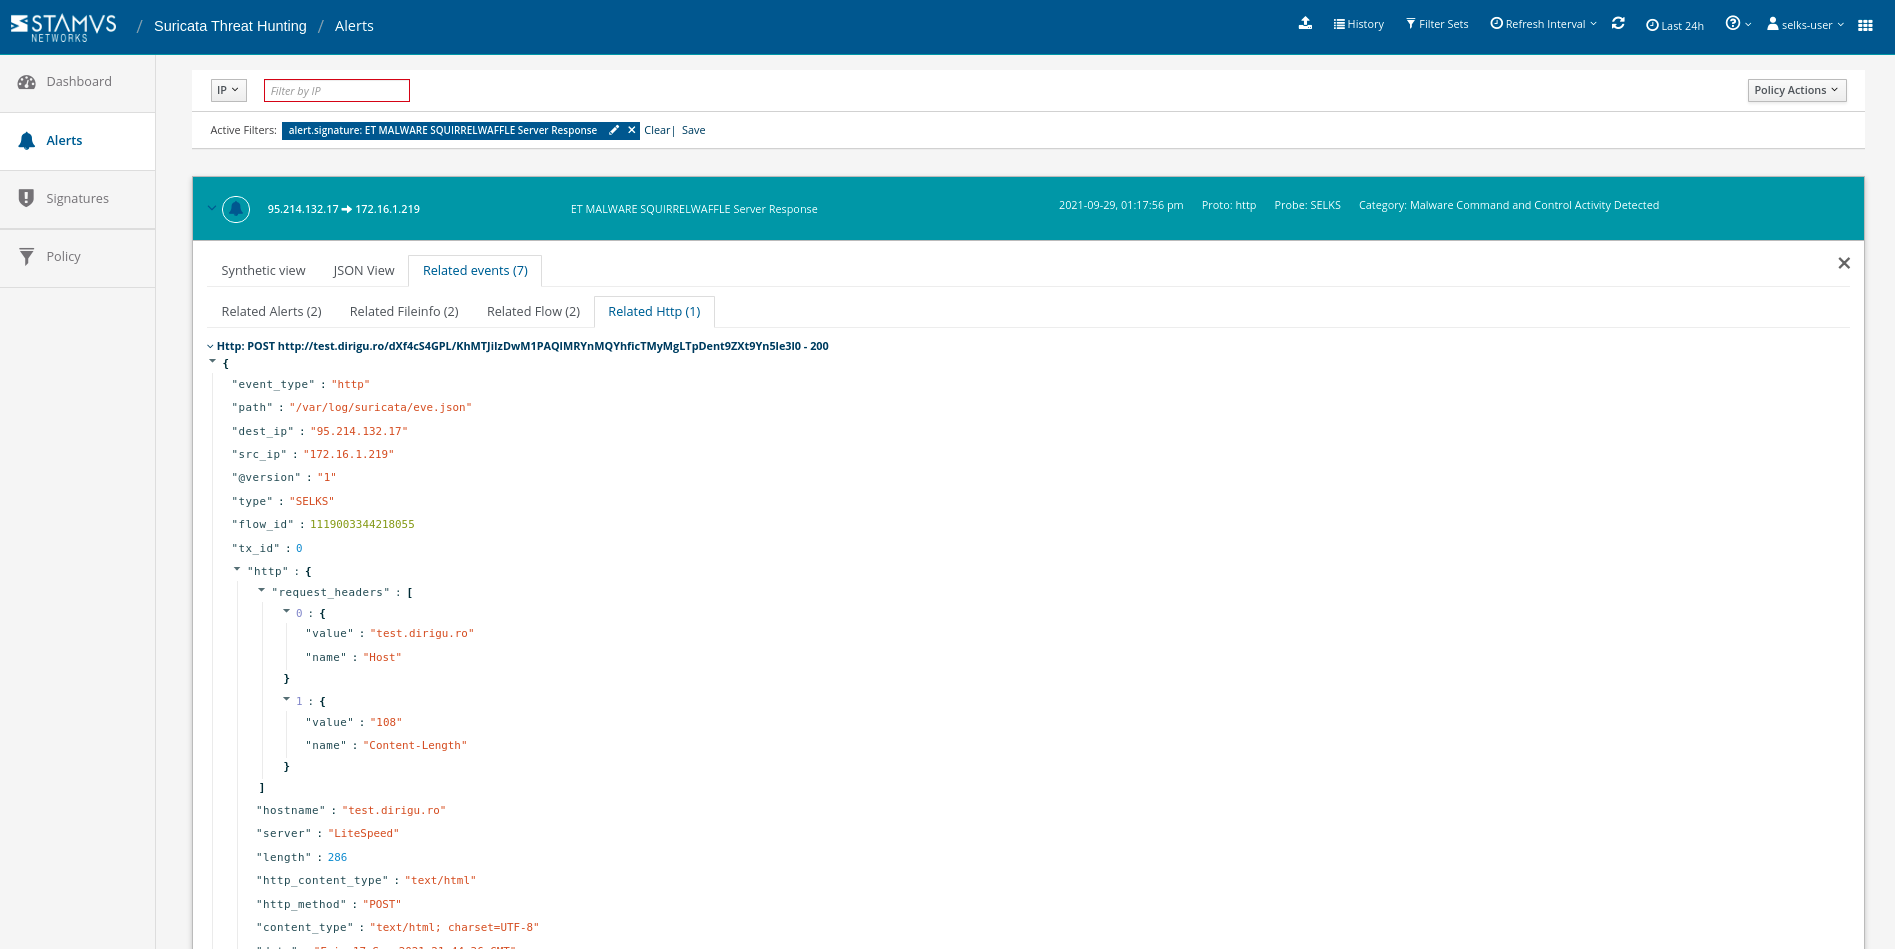 STAMVS NETWORKS / Suricata Threat Hunting / Alerts
History Filter Sets Refresh Interval Last 24h selks-user
Dashboard
Alerts
Signatures
Policy
IP Filter by IP Policy Actions
Active Filters: alert.signature: ET MALWARE SQUIRRELWAFFLE Server Response Clear| Save
95.214.132.17 → 172.16.1.219 ET MALWARE SQUIRRELWAFFLE Server Response 2021-09-29, 01:17:56 pm Proto: http Probe: SELKS Category: Malware Command and Control Activity Detected
Synthetic view JSON View Related events (7)
Related Alerts (2) Related Fileinfo (2) Related Flow (2) Related Http (1)
Http: POST http://test.dirigu.ro/dXf4cS4GPL/KhMTJilzDwM1PAQIMRYnMQYhficTMyMgLTpDent9ZXt9Yn5le3l0 - 200
{
"event_type" : "http"
"path" : "/var/log/suricata/eve.json"
"dest_ip" : "95.214.132.17"
"src_ip" : "172.16.1.219"
"@version" : "1"
"type" : "SELKS"
"flow_id" : 1119003344218055
"tx_id" : 0
"http" : {
"request_headers" : [
0 : {
"value" : "test.dirigu.ro"
"name" : "Host"
}
1 : {
"value" : "108"
"name" : "Content-Length"
}
]
"hostname" : "test.dirigu.ro"
"server" : "LiteSpeed"
"length" : 286
"http_content_type" : "text/html"
"http_method" : "POST"
"content_type" : "text/html; charset=UTF-8"